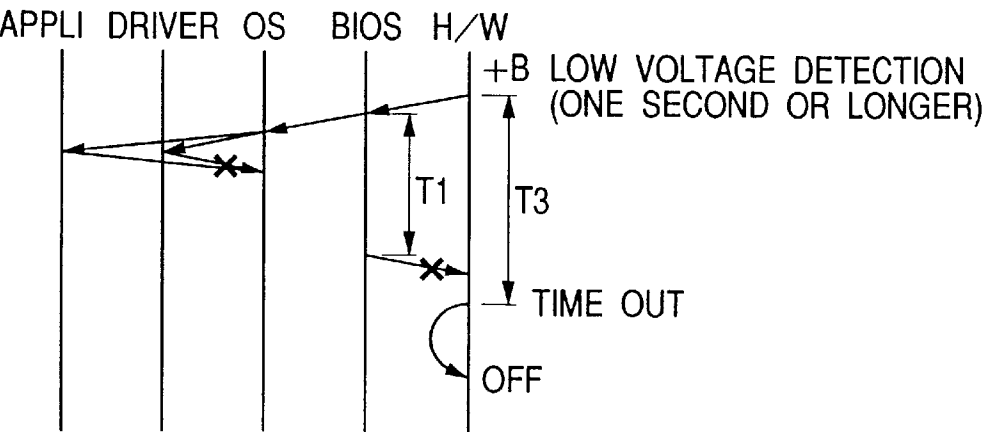 APPLI DRIVER OS BIOS H/W
+B LOW VOLTAGE DETECTION
(ONE SECOND OR LONGER)
T1
T3
TIME OUT
OFF